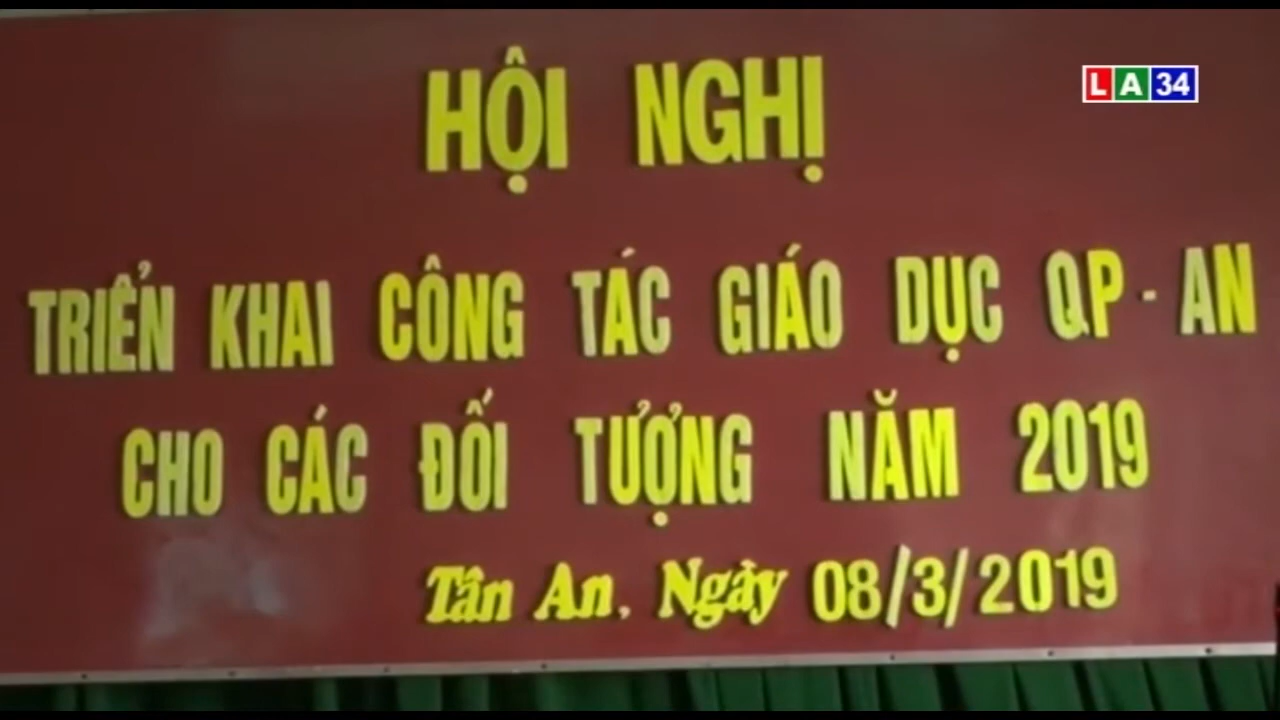 LA34
HỘI NGHỊ
TRIỂN KHAI CÔNG TÁC GIÁO DỤC QP - AN
CHO CÁC ĐỐI TƯỢNG NĂM 2019
Tân An, Ngày 08/3/2019